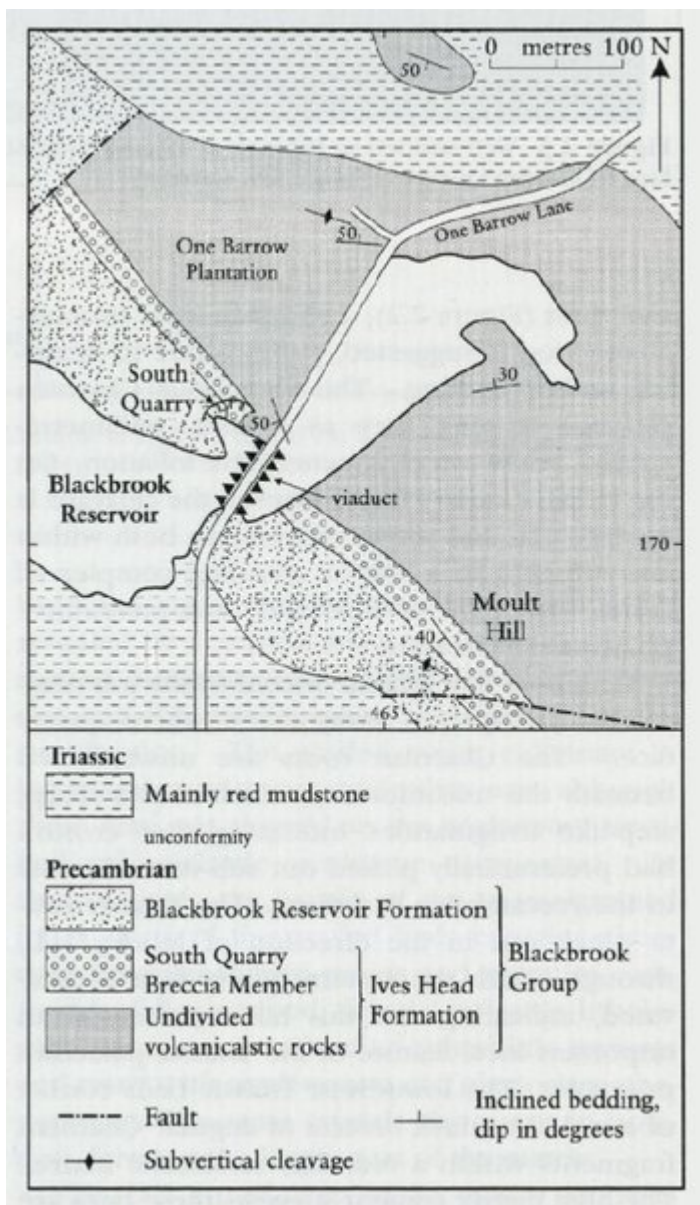 0 metres 100 N
50
One Barrow Lane
50
One Barrow
Plantation
30
South
Quarry
50
Blackbrook
Reservoir
viaduct
170
Moult
Hill
40
465
Triassic
Mainly red mudstone
unconformity
Precambrian
Blackbrook Reservoir Formation
South Quarry
Breccia Member
Ives Head
Formation
Blackbrook
Group
Undivided
volcanicalstic rocks
Fault
Inclined bedding,
dip in degrees
Subvertical cleavage